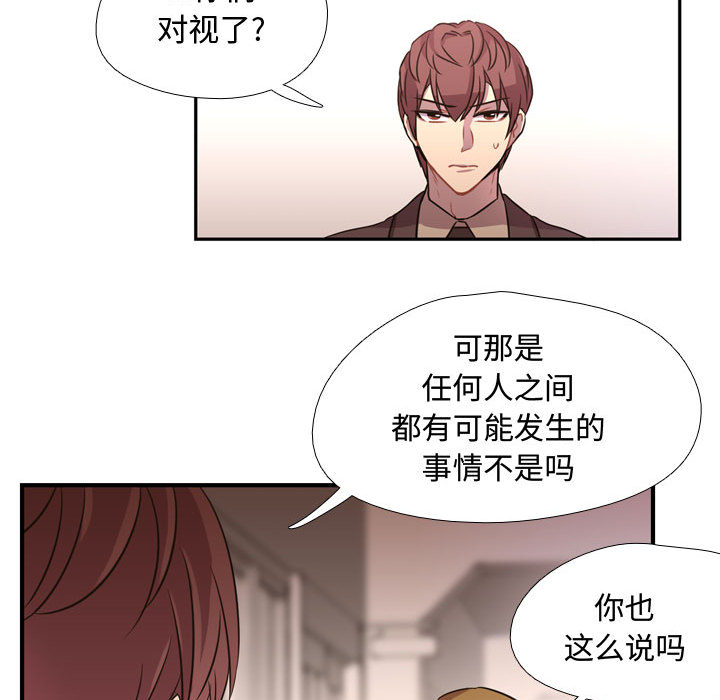 对视了?
可那是
任何人之间
都有可能发生的
事情不是吗
你也
这么说吗